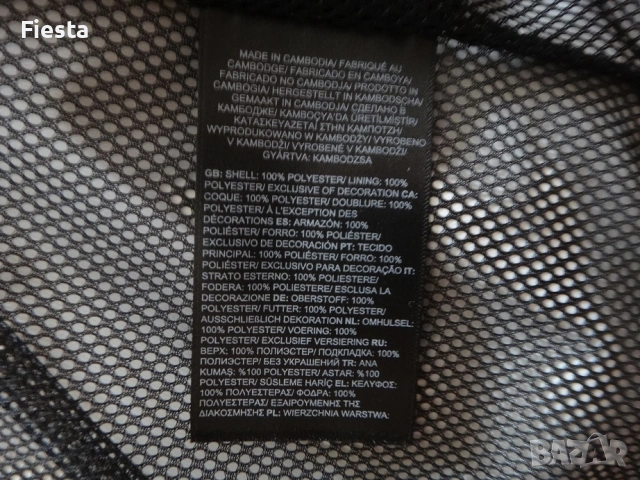 Fiesta
MADE IN CAMBODIA/ FABRIQUÉ AU
CAMBODGE/ FABRICADO EN CAMBOYA/
FABRICADO NO CAMBODJA/ PRODOTTO IN
CAMBOGIA/ HERGESTELLT IN KAMBODSCHA/
GEMAAKT IN CAMBODJA/ СДЕЛАНО В
КАМБОДЖЕ/ KAMBOÇYA'DA ÜRETİLMİŞTİR/
ΚΑΤΑΣΚΕΥΑΖΕΤΑΙ ΣΤΗΝ ΚΑΜΠΟΤΖΗ/
WYPRODUKOWANO W KAMBODŻY/ VYROBENO
V KAMBODŽI/ VYROBENÉ V KAMBODŽI/
GYÁRTVA: KAMBODZSA
GB: SHELL: 100% POLYESTER/ LINING: 100%
POLYESTER/ EXCLUSIVE OF DECORATION CA:
COQUE: 100% POLYESTER/ DOUBLURE: 100%
POLYESTER/ À L'EXCEPTION DES
DÉCORATIONS ES: ARMAZÓN: 100%
POLIÉSTER/ FORRO: 100% POLIÉSTER/
EXCLUSIVO DE DECORACIÓN PT: TECIDO
PRINCIPAL: 100% POLIÉSTER/ FORRO: 100%
POLIÉSTER/ EXCLUSIVO PARA DECORAÇÃO IT:
STRATO ESTERNO: 100% POLIESTERE/
FODERA: 100% POLIESTERE/ ESCLUSA LA
DECORAZIONE DE: OBERSTOFF: 100%
POLYESTER/ FUTTER: 100% POLYESTER/
AUSSCHLIEßLICH DEKORATION NL: OMHULSEL:
100% POLYESTER/ VOERING: 100%
POLYESTER/ EXCLUSIEF VERSIERING RU:
ВЕРХ: 100% ПОЛИЭСТЕР/ ПОДКЛАДКА: 100%
ПОЛИЭСТЕР/ БЕЗ УКРАШЕНИЙ TR: ANA
KUMAŞ: %100 POLYESTER/ ASTAR: %100
POLYESTER/ SÜSLEME HARİÇ EL: ΚΕΛΥΦΟΣ:
100% ΠΟΛΥΕΣΤΕΡΑΣ/ ΦΟΔΡΑ: 100%
ΠΟΛΥΕΣΤΕΡΑΣ/ ΕΞΑΙΡΟΥΜΕΝΗΣ ΤΗΣ
ΔΙΑΚΟΣΜΗΣΗΣ PL: WIERZCHNIA WARSTWA:
BAZAR